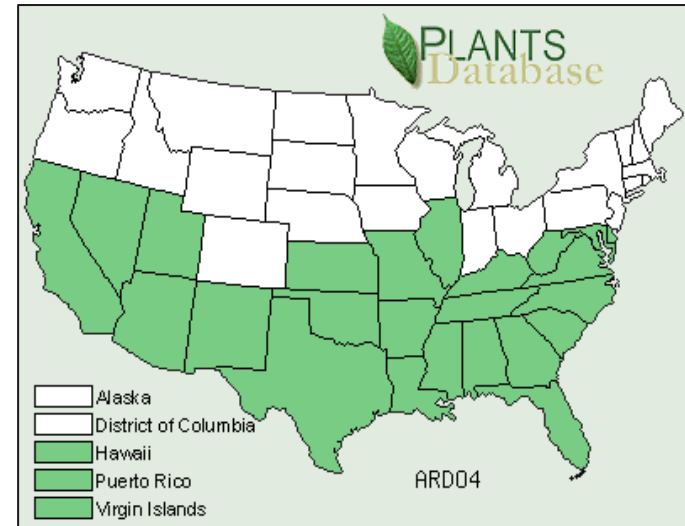 PLANTS
Database
Alaska
District of Columbia
Hawaii
Puerto Rico
Virgin Islands
ARDO4